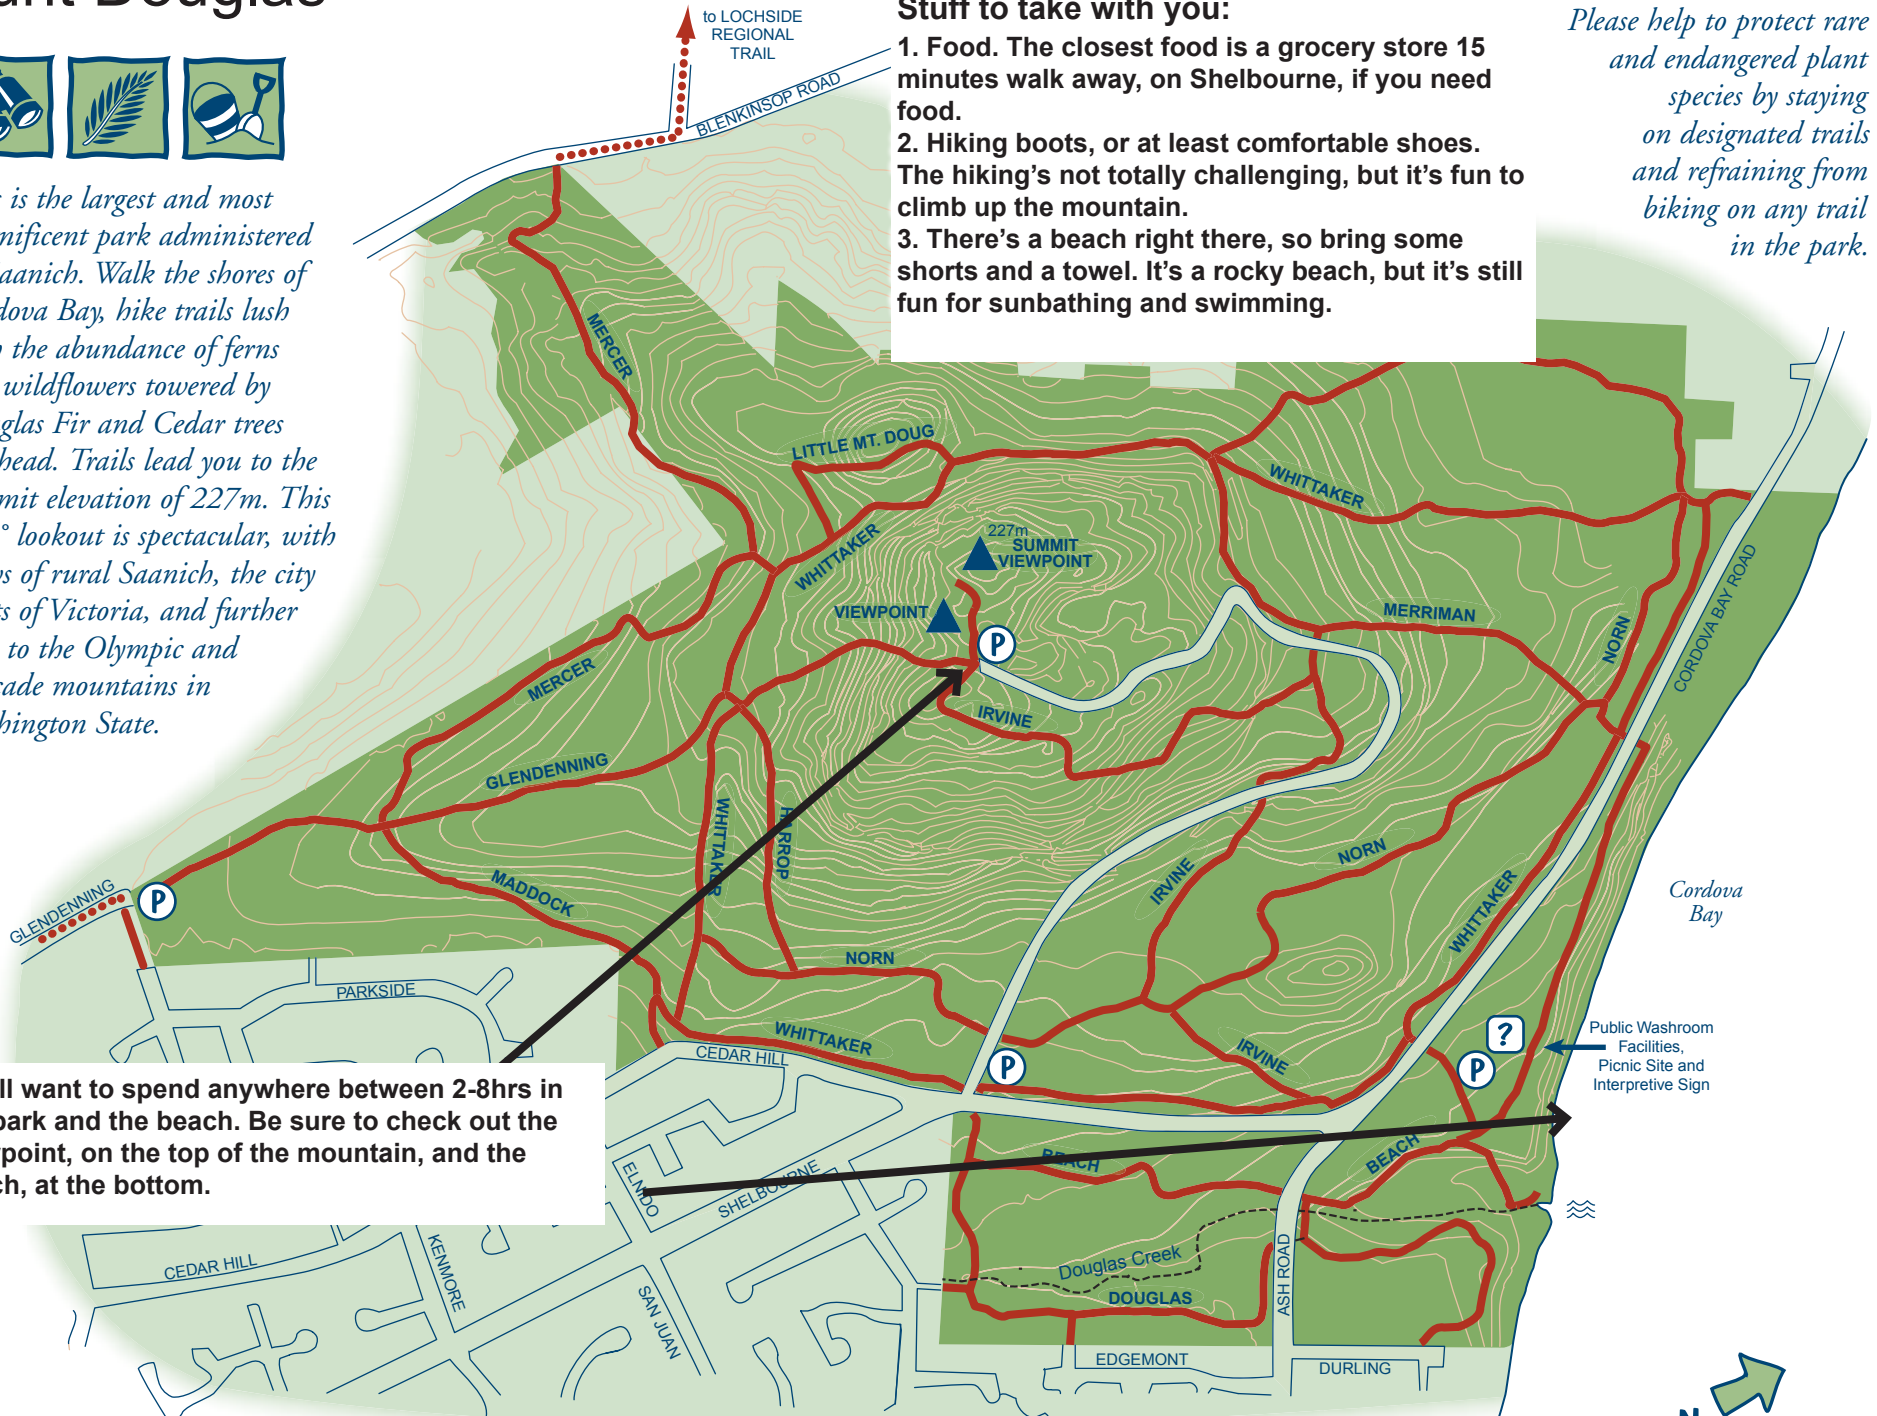 to LOCHSIDE
REGIONAL
TRAIL
BLENKINSOP ROAD
Stuff to take with you:
1. Food. The closest food is a grocery store 15
minutes walk away, on Shelbourne, if you need
food.
2. Hiking boots, or at least comfortable shoes.
The hiking's not totally challenging, but it's fun to
climb up the mountain.
3. There's a beach right there, so bring some
shorts and a towel. It's a rocky beach, but it's still
fun for sunbathing and swimming.
Please help to protect rare
and endangered plant
species by staying
on designated trails
and refraining from
biking on any trail
in the park.
is the largest and most
park administered
Walk the shores of
Bay, hike trails lush
the abundance of ferns
wildflowers towered by
Fir and Cedar trees
Trails lead you to the
elevation of 227m. This
° lookout is spectacular, with
of rural Saanich, the city
of Victoria, and further
to the Olympic and
mountains in
State.
MERCER
LITTLE MT. DOUG
WHITTAKER
WHITTAKER
227m
SUMMIT
VIEWPOINT
VIEWPOINT
P
MERRIMAN
NORN
CORDOVA BAY ROAD
MERCER
IRVINE
GLENDENNING
WHITTAKER
HARROP
MADDOCK
IRVINE
NORN
WHITTAKER
Cordova
Bay
GLENDENNING
P
PARKSIDE
NORN
WHITTAKER
CEDAR HILL
P
IRVINE
?
P
Public Washroom
Facilities,
Picnic Site and
Interpretive Sign
want to spend anywhere between 2-8hrs in
park and the beach. Be sure to check out the
on the top of the mountain, and the
at the bottom.
BEACH
BEACH
ELNIDO
SHELBOURNE
CEDAR HILL
KENMORE
SAN JUAN
Douglas Creek
DOUGLAS
ASH ROAD
EDGEMONT
DURLING
N